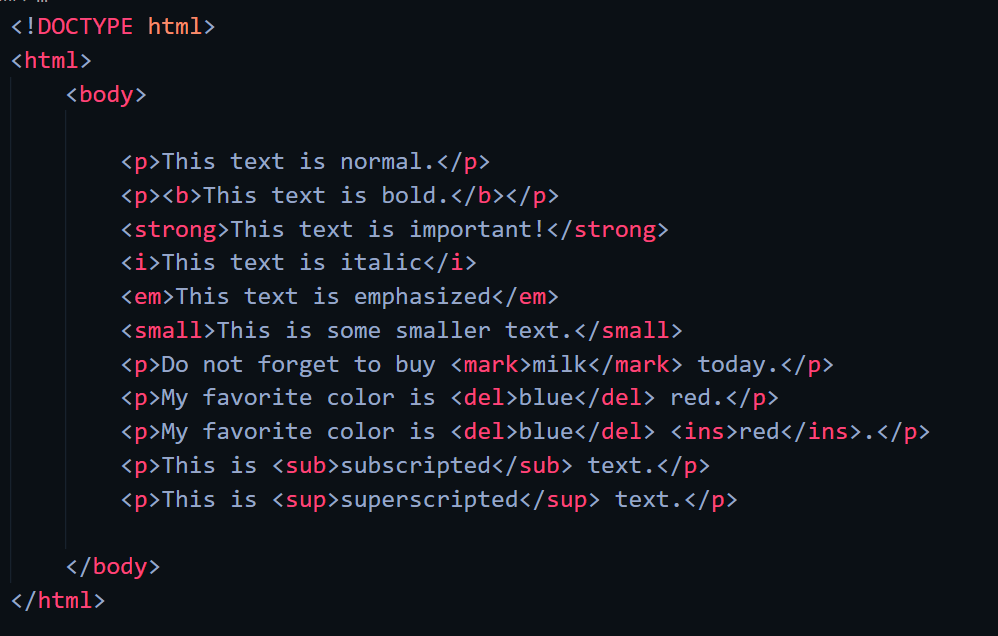 <!DOCTYPE html>
<html>
    <body>

        <p>This text is normal.</p>
        <p><b>This text is bold.</b></p>
        <strong>This text is important!</strong>
        <i>This text is italic</i>
        <em>This text is emphasized</em>
        <small>This is some smaller text.</small>
        <p>Do not forget to buy <mark>milk</mark> today.</p>
        <p>My favorite color is <del>blue</del> red.</p>
        <p>My favorite color is <del>blue</del> <ins>red</ins>.</p>
        <p>This is <sub>subscripted</sub> text.</p>
        <p>This is <sup>superscripted</sup> text.</p>

    </body>
</html>